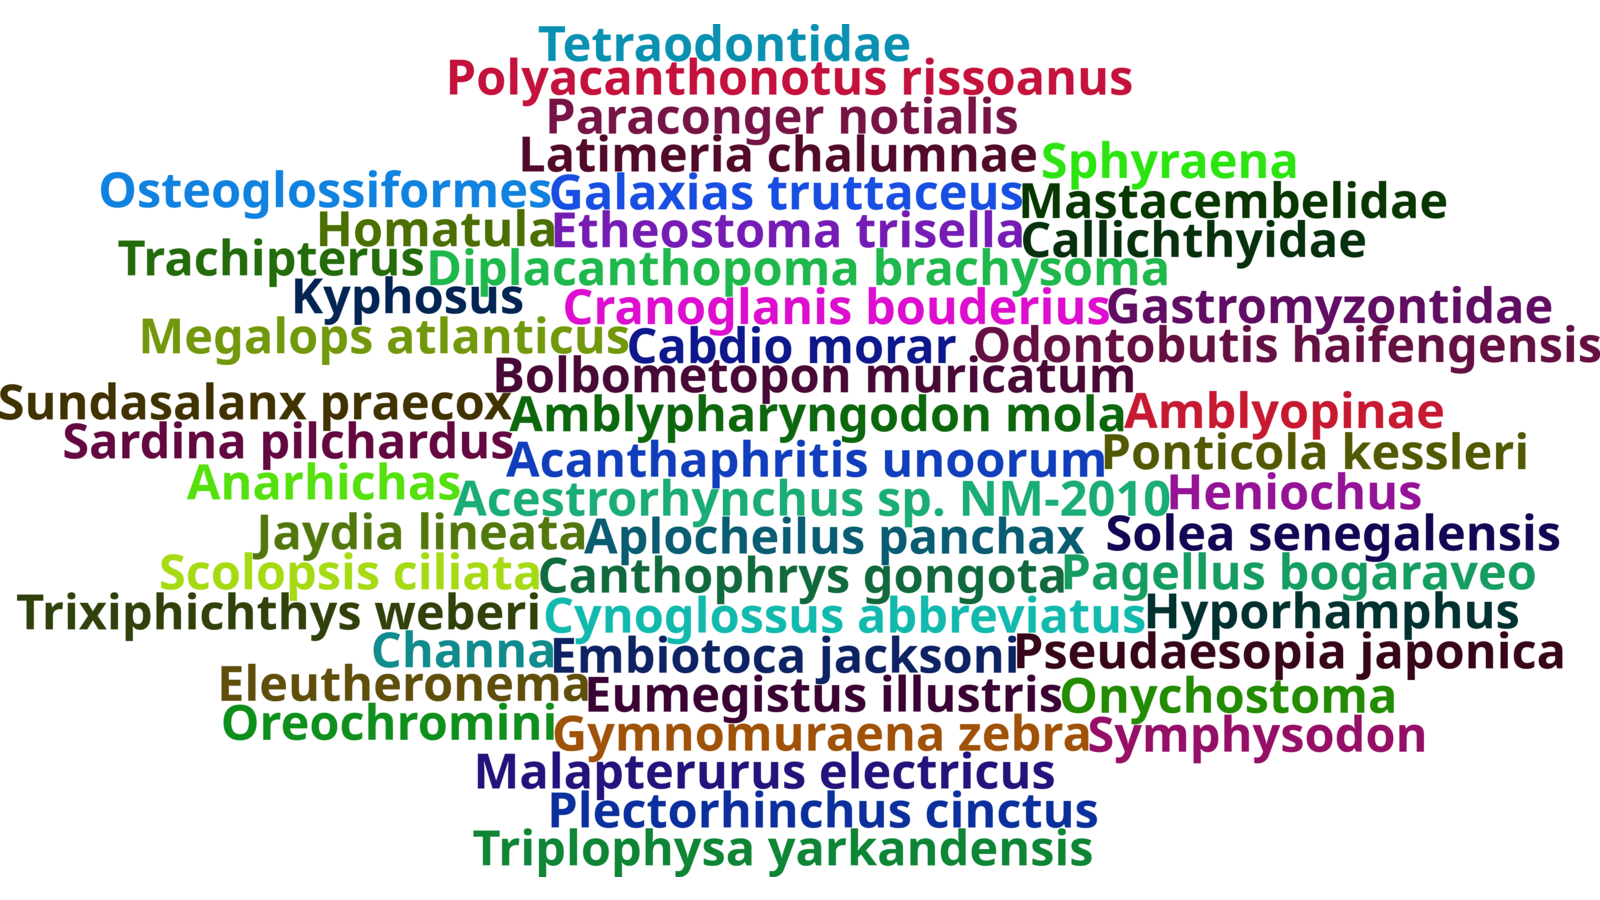 Tetraodontidae
Polyacanthonotus rissoanus
Paraconger notialis
Latimeria chalumnae Sphyraena
Osteoglossiformes Galaxias truttaceus Mastacembelidae
Homatula Etheostoma trisella Callichthyidae
Trachipterus Diplacanthopoma brachysoma
Kyphosus Cranoglanis bouderius Gastromyzontidae
Megalops atlanticus Cabdio morar Odontobutis haifengensis
Bolbometopon muricatum
Sundasalanx praecox Amblypharyngodon mola Amblyopinae
Sardina pilchardus Acanthaphritis unoorum Ponticola kessleri
Anarhichas Acestrorhynchus sp. NM-2010 Heniochus
Jaydia lineata Aplocheilus panchax Solea senegalensis
Scolopsis ciliata Canthophrys gongota Pagellus bogaraveo
Trixiphichthys weberi Cynoglossus abbreviatus Hyporhamphus
Channa Embiotoca jacksoni Pseudaesopia japonica
Eleutheronema Eumegistus illustris Onychostoma
Oreochromini Gymnomuraena zebra Symphysodon
Malapterurus electricus
Plectorhinchus cinctus
Triplophysa yarkandensis